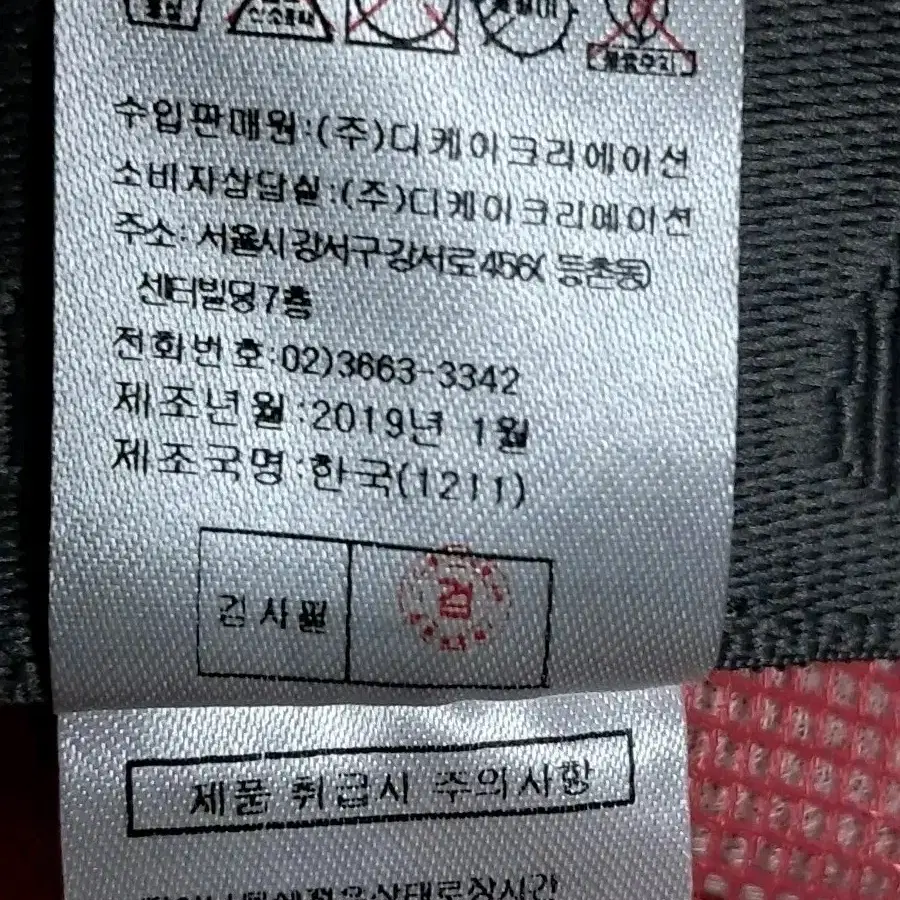 산소표백
수입판매원:(주)디케이크리에이션
소비자상담실:(주)디케이크리에이션
주소: 서울시강서구강서로456(등촌동)
센터빌딩7층
전화번호:02)3663-3342
제조년월:2019년 1월
제조국명:한국(1211)
검사필
검
제품 취급시 주의사항